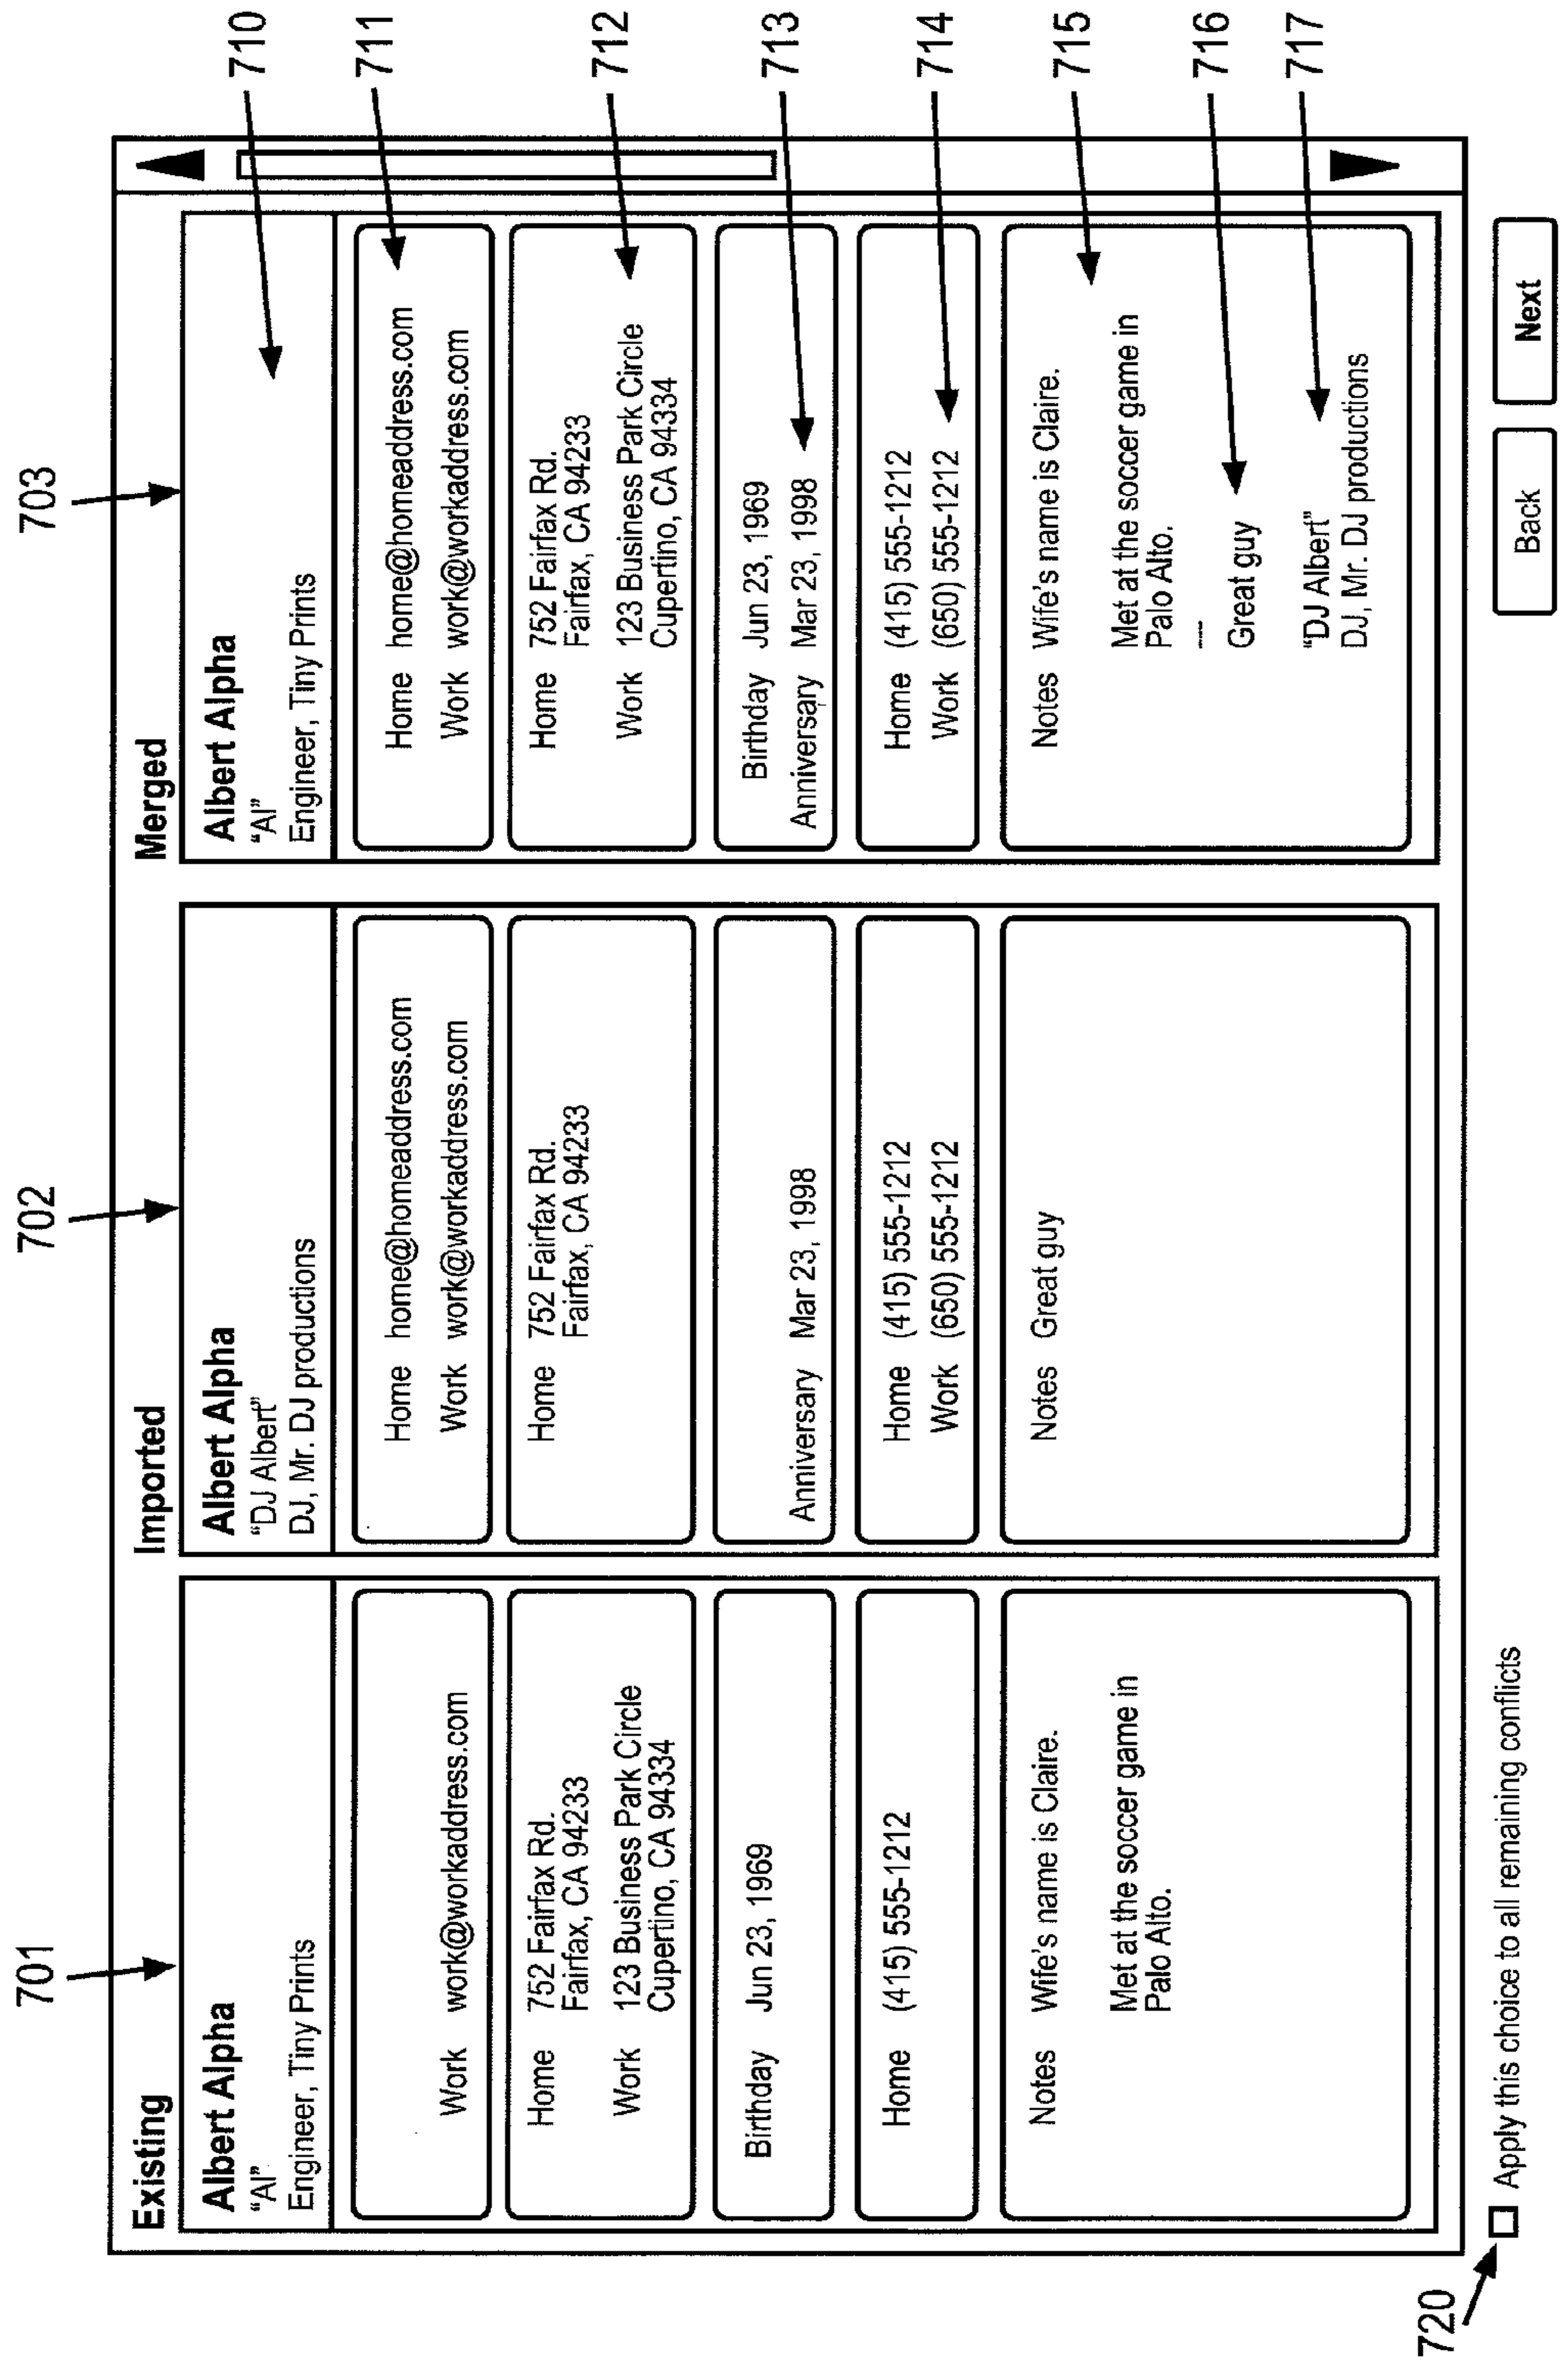 701
702
703
Existing
Albert Alpha
"Al"
Engineer, Tiny Prints
Work work@workaddress.com
Home 752 Fairfax Rd.
Fairfax, CA 94233
Work 123 Business Park Circle
Cupertino, CA 94334
Birthday Jun 23, 1969
Home (415) 555-1212
Notes Wife's name is Claire.
Met at the soccer game in
Palo Alto.
Imported
Albert Alpha
"DJ Albert"
DJ, Mr. DJ productions
Home home@homeaddress.com
Work work@workaddress.com
Home 752 Fairfax Rd.
Fairfax, CA 94233
Anniversary Mar 23, 1998
Home (415) 555-1212
Work (650) 555-1212
Notes Great guy
Merged
Albert Alpha
"Al"
Engineer, Tiny Prints
Home home@homeaddress.com
Work work@workaddress.com
Home 752 Fairfax Rd.
Fairfax, CA 94233
Work 123 Business Park Circle
Cupertino, CA 94334
Birthday Jun 23, 1969
Anniversary Mar 23, 1998
Home (415) 555-1212
Work (650) 555-1212
Notes Wife's name is Claire.
Met at the soccer game in
Palo Alto.
---
Great guy
"DJ Albert"
DJ, Mr. DJ productions
710
711
712
713
714
715
716
717
720
Apply this choice to all remaining conflicts
Back
Next